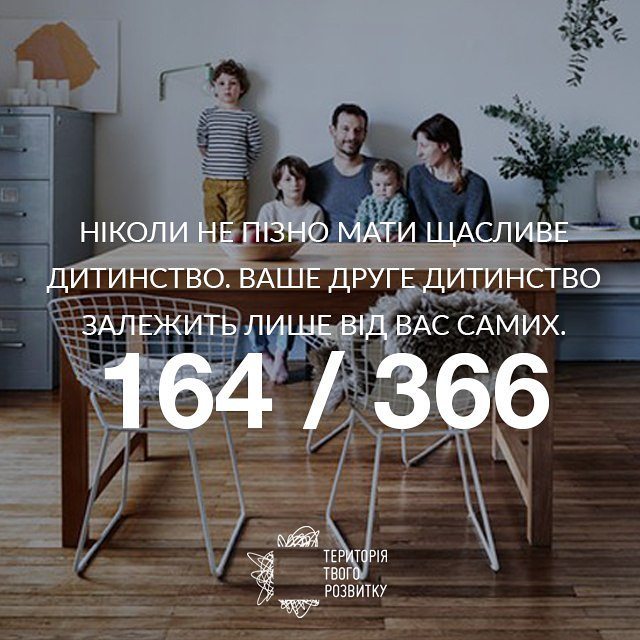 НІКОЛИ НЕ ПІЗНО МАТИ ЩАСЛИВЕ
ДИТИНСТВО. ВАШЕ ДРУГЕ ДИТИНСТВО
ЗАЛЕЖИТЬ ЛИШЕ ВІД ВАС САМИХ.
164 / 366
ТЕРИТОРІЯ
ТВОГО
РОЗВИТКУ